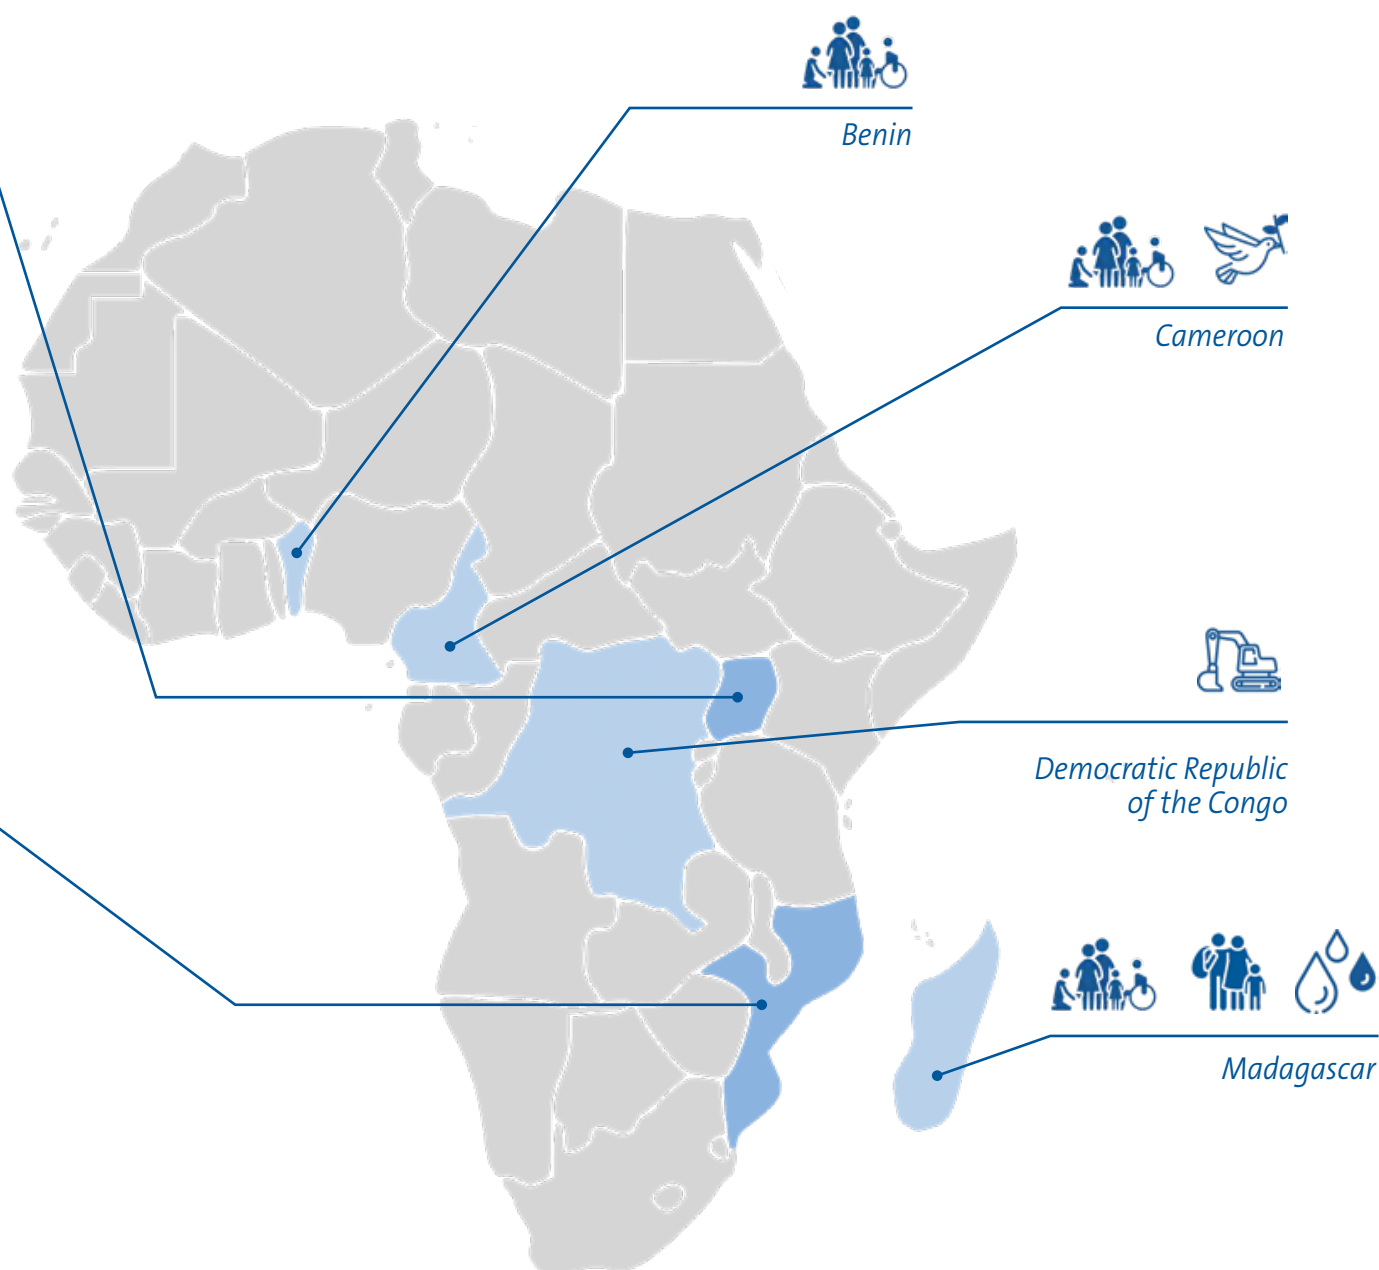 Benin
Cameroon
Democratic Republic
of the Congo
Madagascar